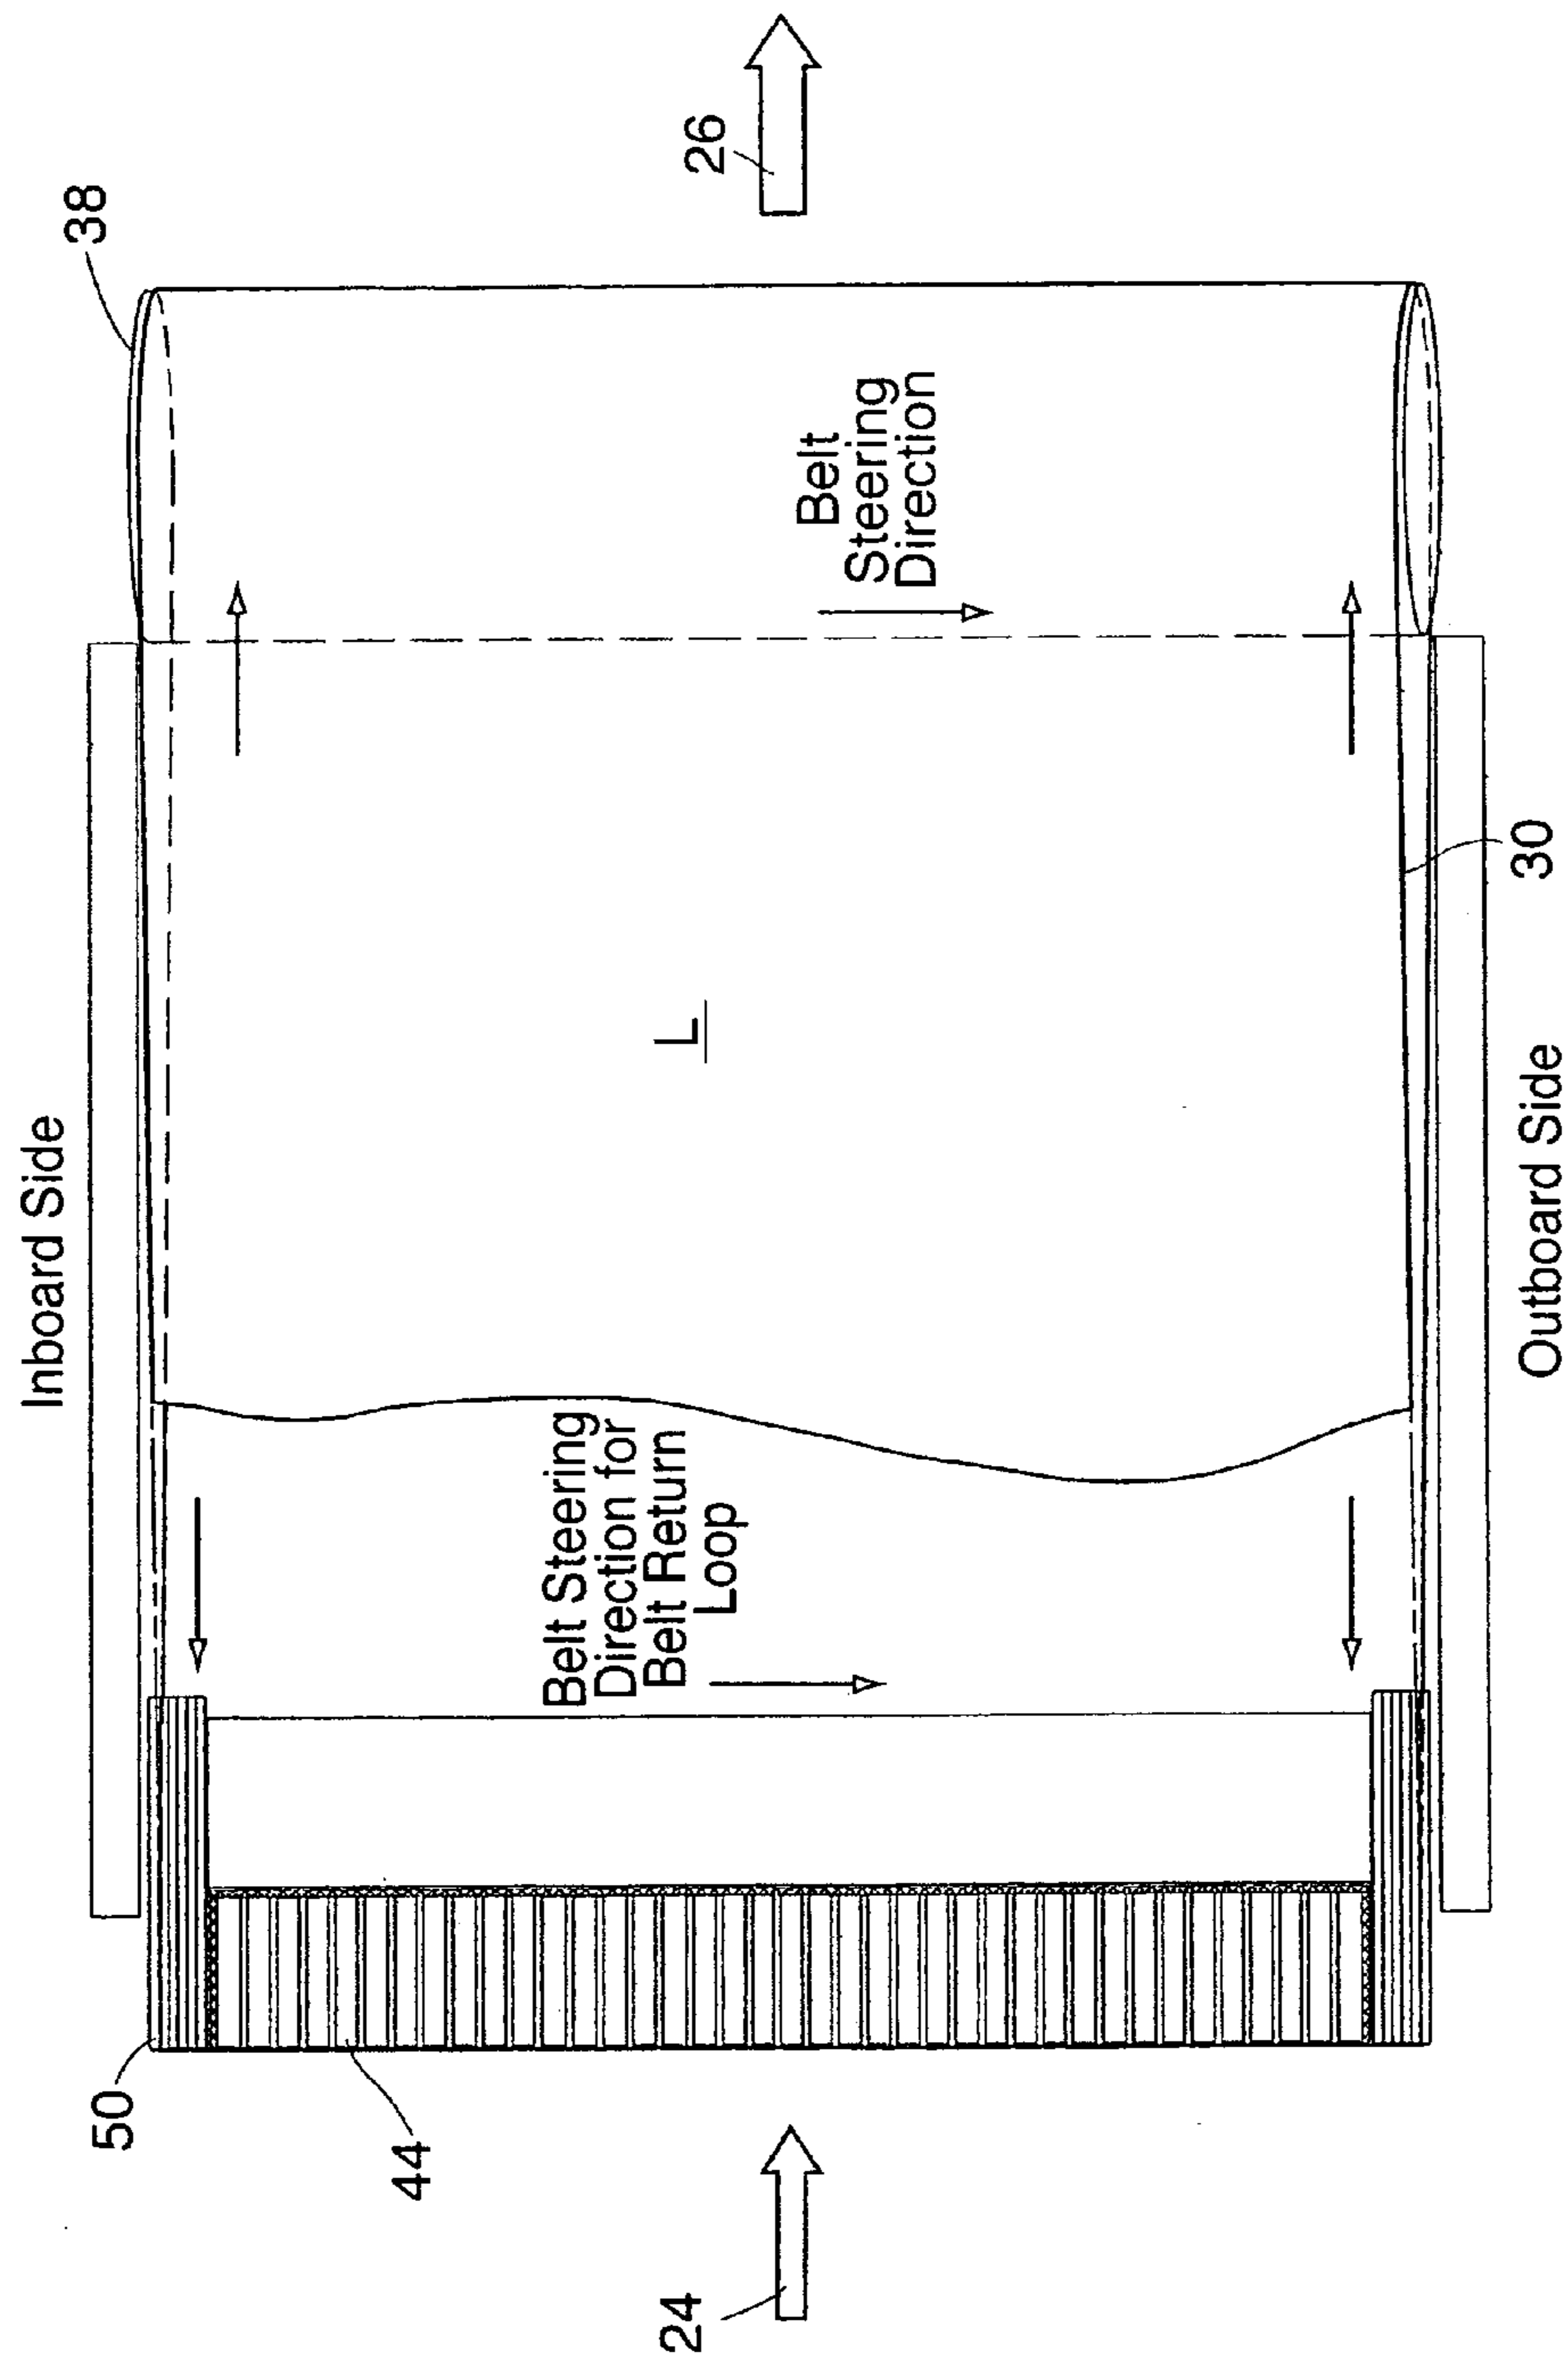 Inboard Side
38
50
44
Belt Steering
Direction for
Belt Return
Loop
24
L
26
Belt
Steering
Direction
30
Outboard Side